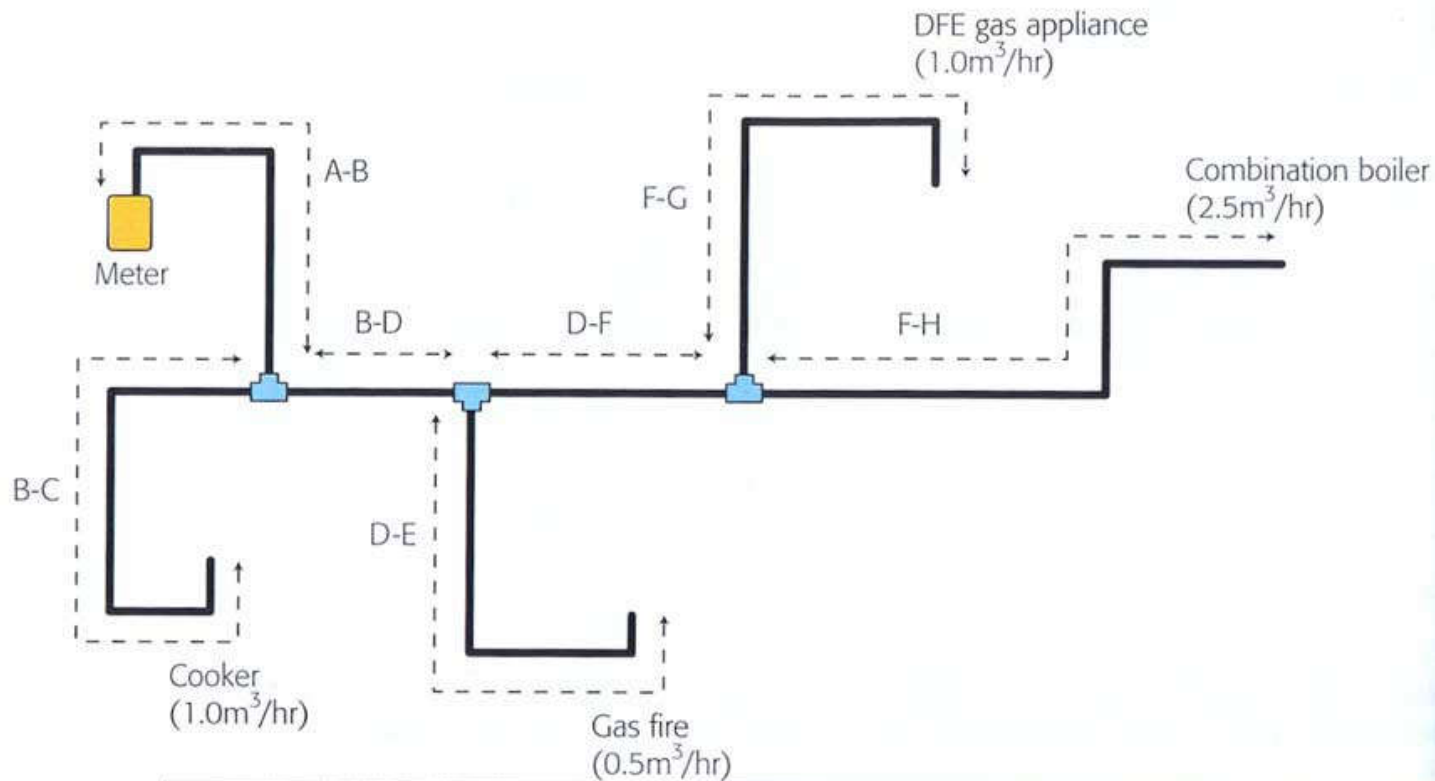 DFE gas appliance
(1.0m³/hr)
A-B
F-G
Combination boiler
(2.5m³/hr)
Meter
B-D
D-F
F-H
B-C
D-E
Cooker
(1.0m³/hr)
Gas fire
(0.5m³/hr)